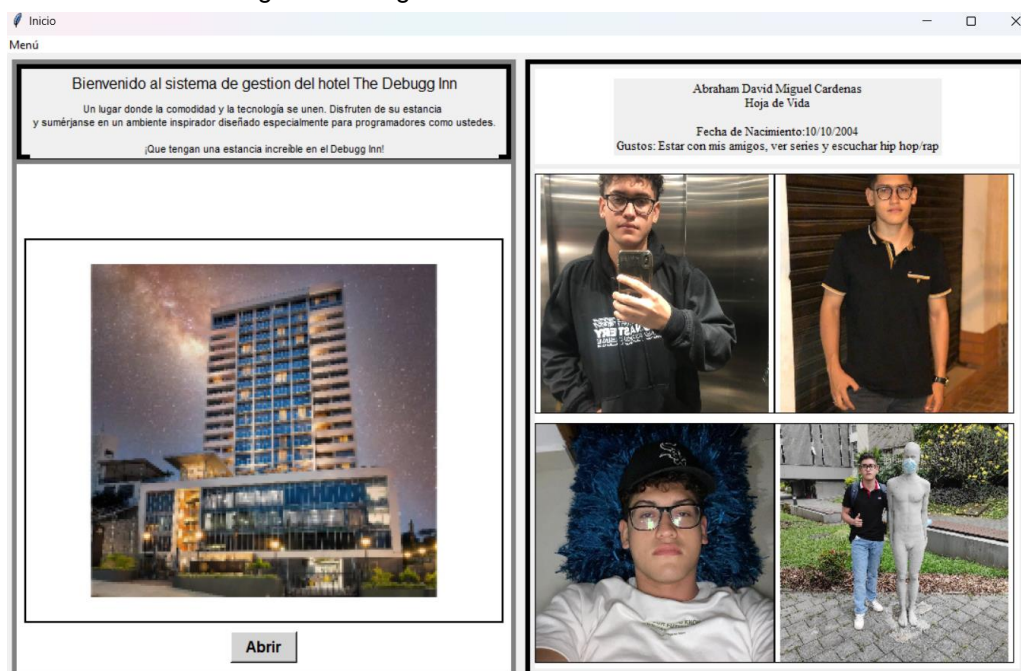 Inicio
Menú
Bienvenido al sistema de gestion del hotel The Debugg Inn
Un lugar donde la comodidad y la tecnología se unen. Disfruten de su estancia
y sumérjanse en un ambiente inspirador diseñado especialmente para programadores como ustedes.
¡Que tengan una estancia increíble en el Debugg Inn!
Abrir
Abraham David Miguel Cardenas
Hoja de Vida
Fecha de Nacimiento:10/10/2004
Gustos: Estar con mis amigos, ver series y escuchar hip hop/rap